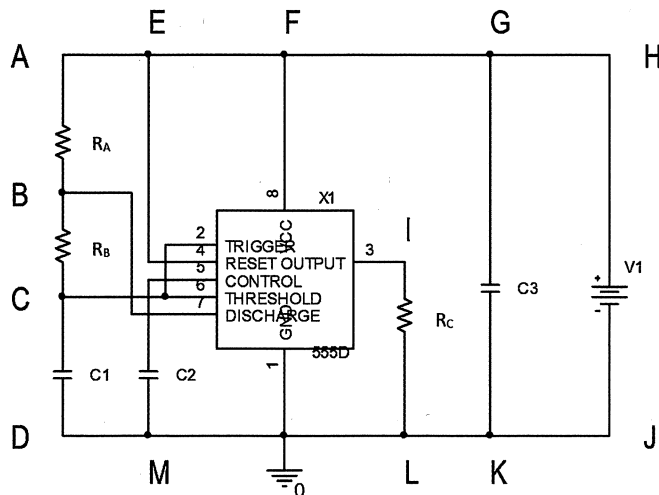 E F G
A H
R_A
B
8 X1
I
2 TRIGGER VCC
4 RESET OUTPUT 3
5 CONTROL
6 THRESHOLD
7 DISCHARGE
GND
R_B
C
C3
V1
+
-
R_C
1 555D
C1 C2
D J
0
M L K